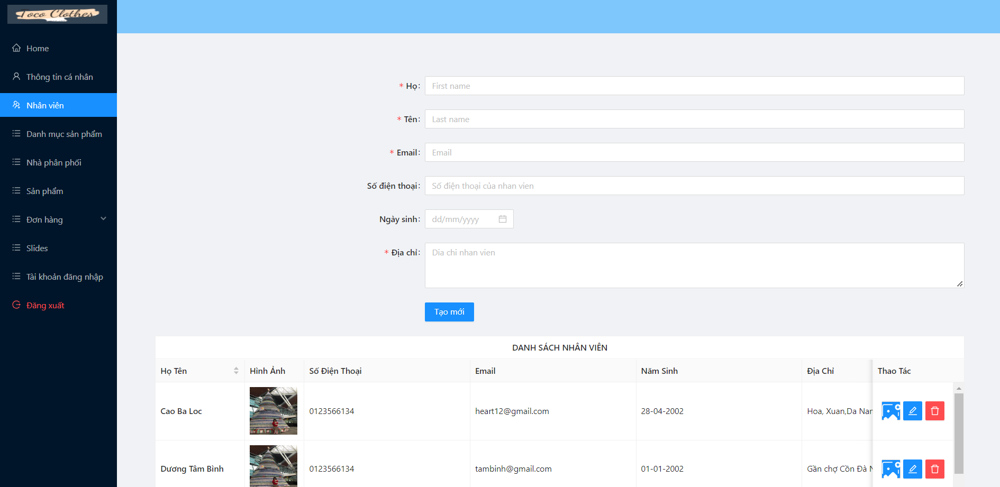 Toco Clothes
Home
Thông tin cá nhân
Nhân viên
Danh mục sản phẩm
Nhà phân phối
Sản phẩm
Đơn hàng
Slides
Tài khoản đăng nhập
Đăng xuất
* Họ: First name
* Tên: Last name
* Email: Email
Số điện thoại: Số điện thoại của nhan vien
Ngày sinh: dd/mm/yyyy
* Địa chỉ: Dia chi nhan vien
Tạo mới
DANH SÁCH NHÂN VIÊN
Họ Tên Hình Ảnh Số Điện Thoại Email Năm Sinh Địa Chỉ Thao Tác
Cao Ba Loc 0123566134 heart12@gmail.com 28-04-2002 Hoa, Xuan,Da Nan
Dương Tâm Bình 0123566134 tambinh@gmail.com 01-01-2002 Gần chợ Cồn Đà N